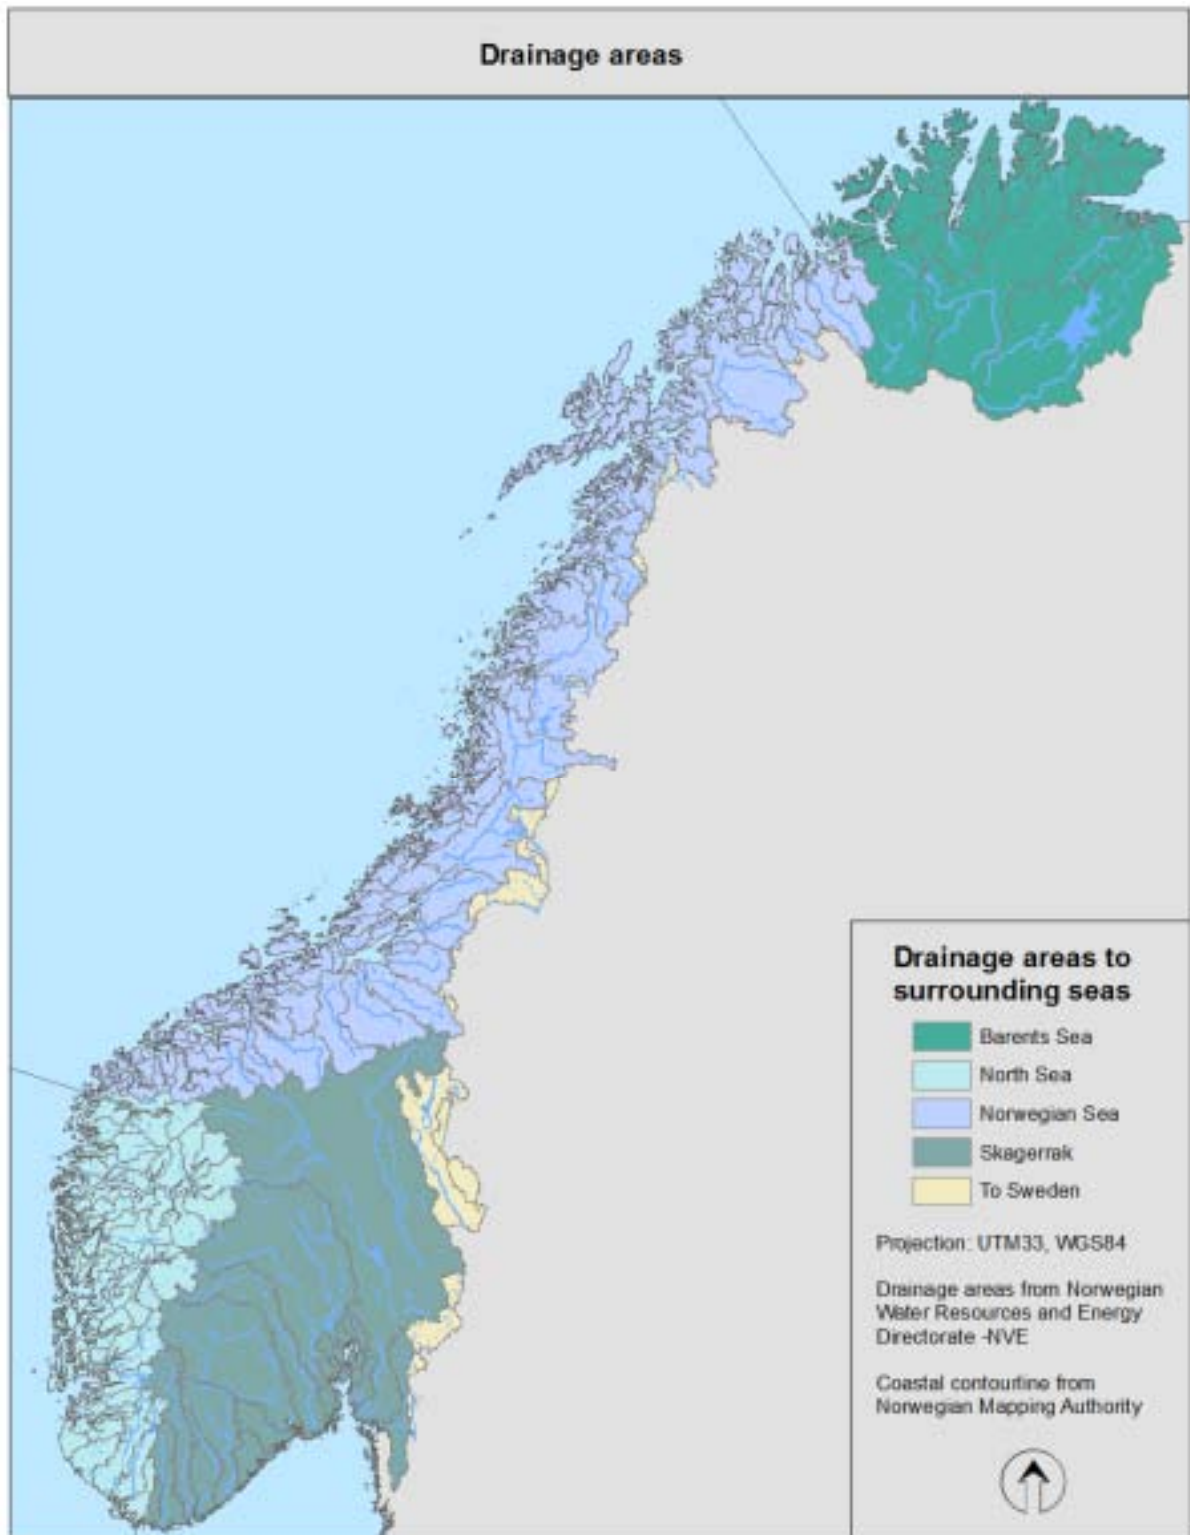 Drainage areas
Drainage areas to
surrounding seas
Barents Sea
North Sea
Norwegian Sea
Skagerrak
To Sweden
Projection: UTM33, WGS84
Drainage areas from Norwegian
Water Resources and Energy
Directorate -NVE
Coastal contourtine from
Norwegian Mapping Authority